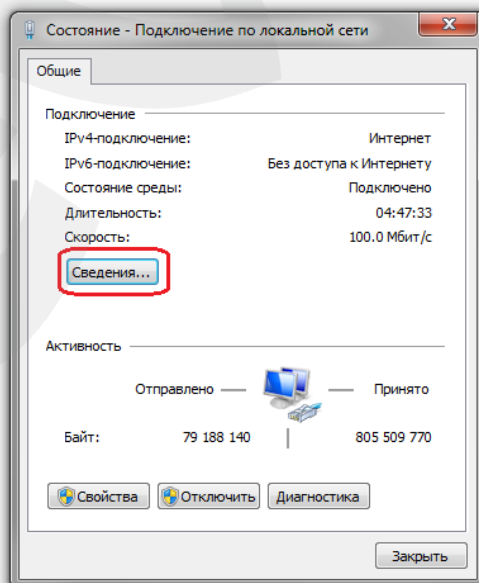 Состояние - Подключение по локальной сети
Общие
Подключение
IPv4-подключение: Интернет
IPv6-подключение: Без доступа к Интернету
Состояние среды: Подключено
Длительность: 04:47:33
Скорость: 100.0 Мбит/с
Сведения...
Активность
Отправлено — — Принято
Байт: 79 188 140 805 509 770
Свойства Отключить Диагностика
Закрыть